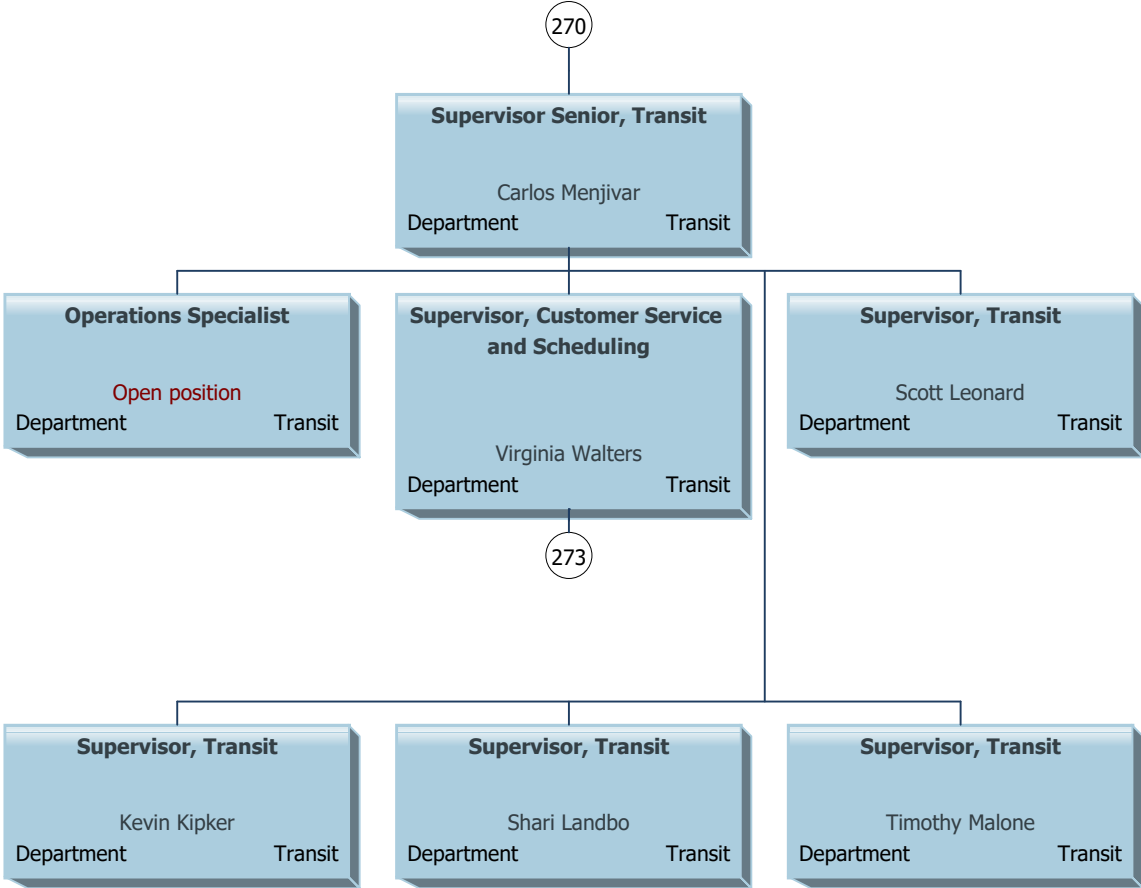 270
Supervisor Senior, Transit
Carlos Menjivar
Department Transit
Operations Specialist
Open position
Department Transit
Supervisor, Customer Service
and Scheduling
Virginia Walters
Department Transit
273
Supervisor, Transit
Scott Leonard
Department Transit
Supervisor, Transit
Kevin Kipker
Department Transit
Supervisor, Transit
Shari Landbo
Department Transit
Supervisor, Transit
Timothy Malone
Department Transit